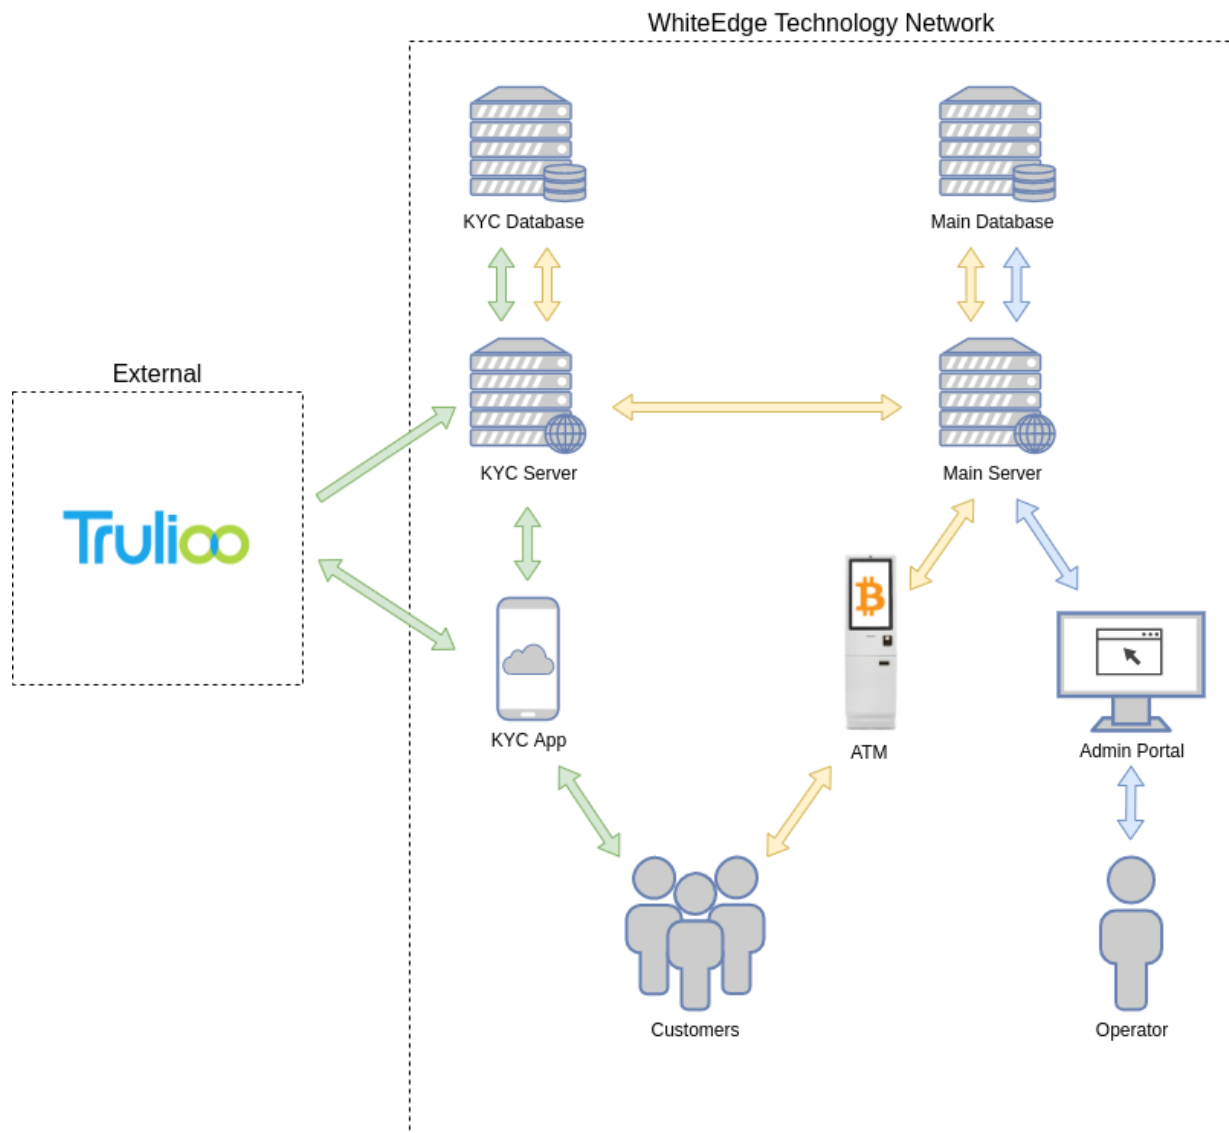 WhiteEdge Technology Network
KYC Database
Main Database
External
KYC Server
Main Server
Trulioo
KYC App
ATM
Admin Portal
Customers
Operator